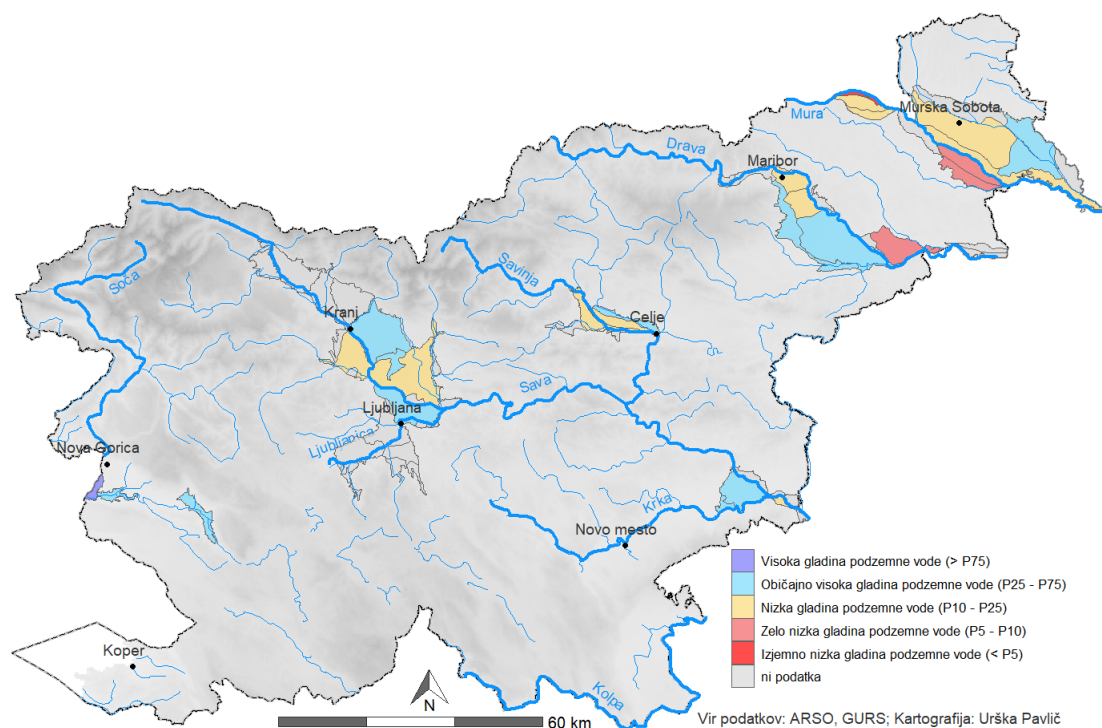 Murska Sobota
Mura
Drava
Maribor
Soča
Savinja
Kranj
Celje
Sava
Ljubljana
Ljubljanica
Nova Gorica
Krka
Novo mesto
Visoka gladina podzemne vode (> P75)
Običajno visoka gladina podzemne vode (P25 - P75)
Nizka gladina podzemne vode (P10 - P25)
Zelo nizka gladina podzemne vode (P5 - P10)
Izjemno nizka gladina podzemne vode (< P5)
ni podatka
Koper
Kolpa
N
60 km
Vir podatkov: ARSO, GURS; Kartografija: Urška Pavlič